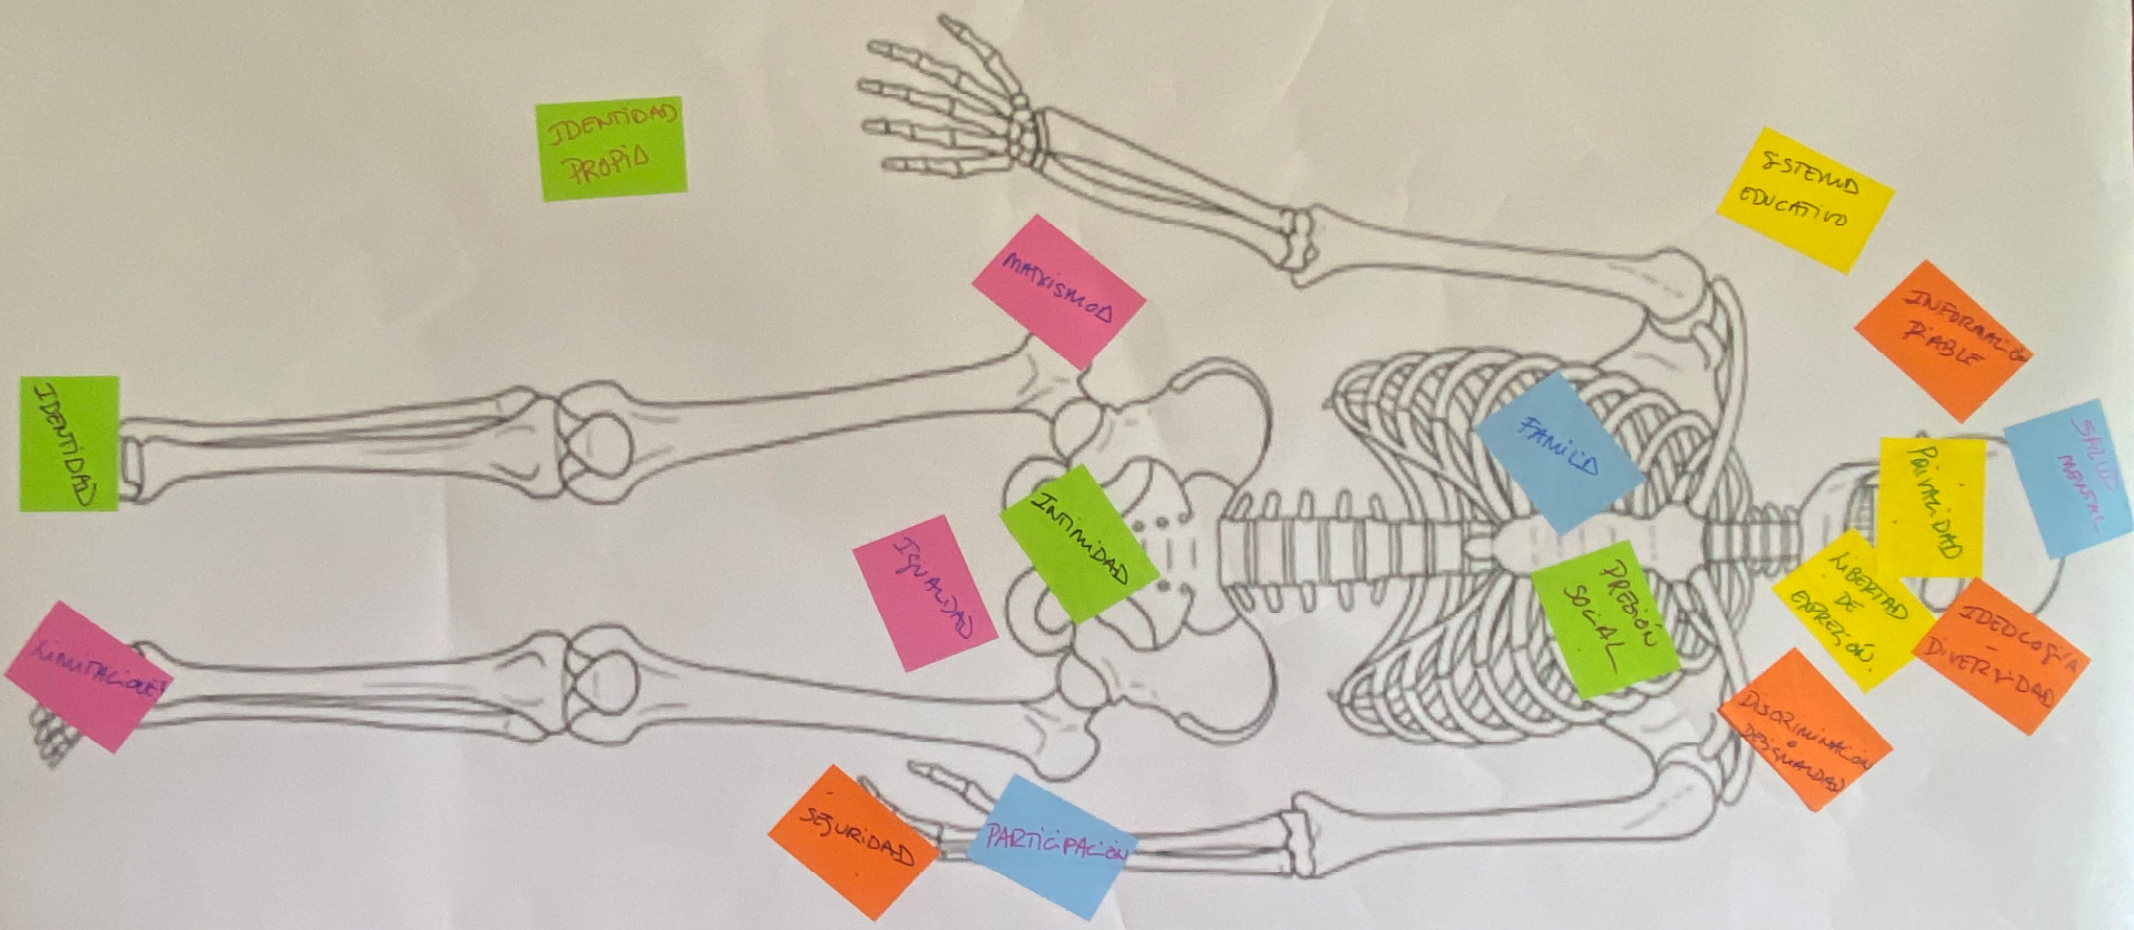 IDENTIDAD
PROPIA
SISTEMA
EDUCATIVO
INFORMACIÓN
FIABLE
SALUD
MENTAL
PRIVACIDAD
LIBERTAD
DE
EXPRESIÓN.
IDEOLOGÍA
-
DIVERSIDAD
DISCRIMINACIÓN
DESIGUALDAD
FAMILIA
PRESIÓN
SOCIAL
INTIMIDAD
IGUALDAD
IDENTIDAD
LIMITACIONES
SEGURIDAD
PARTICIPACIÓN